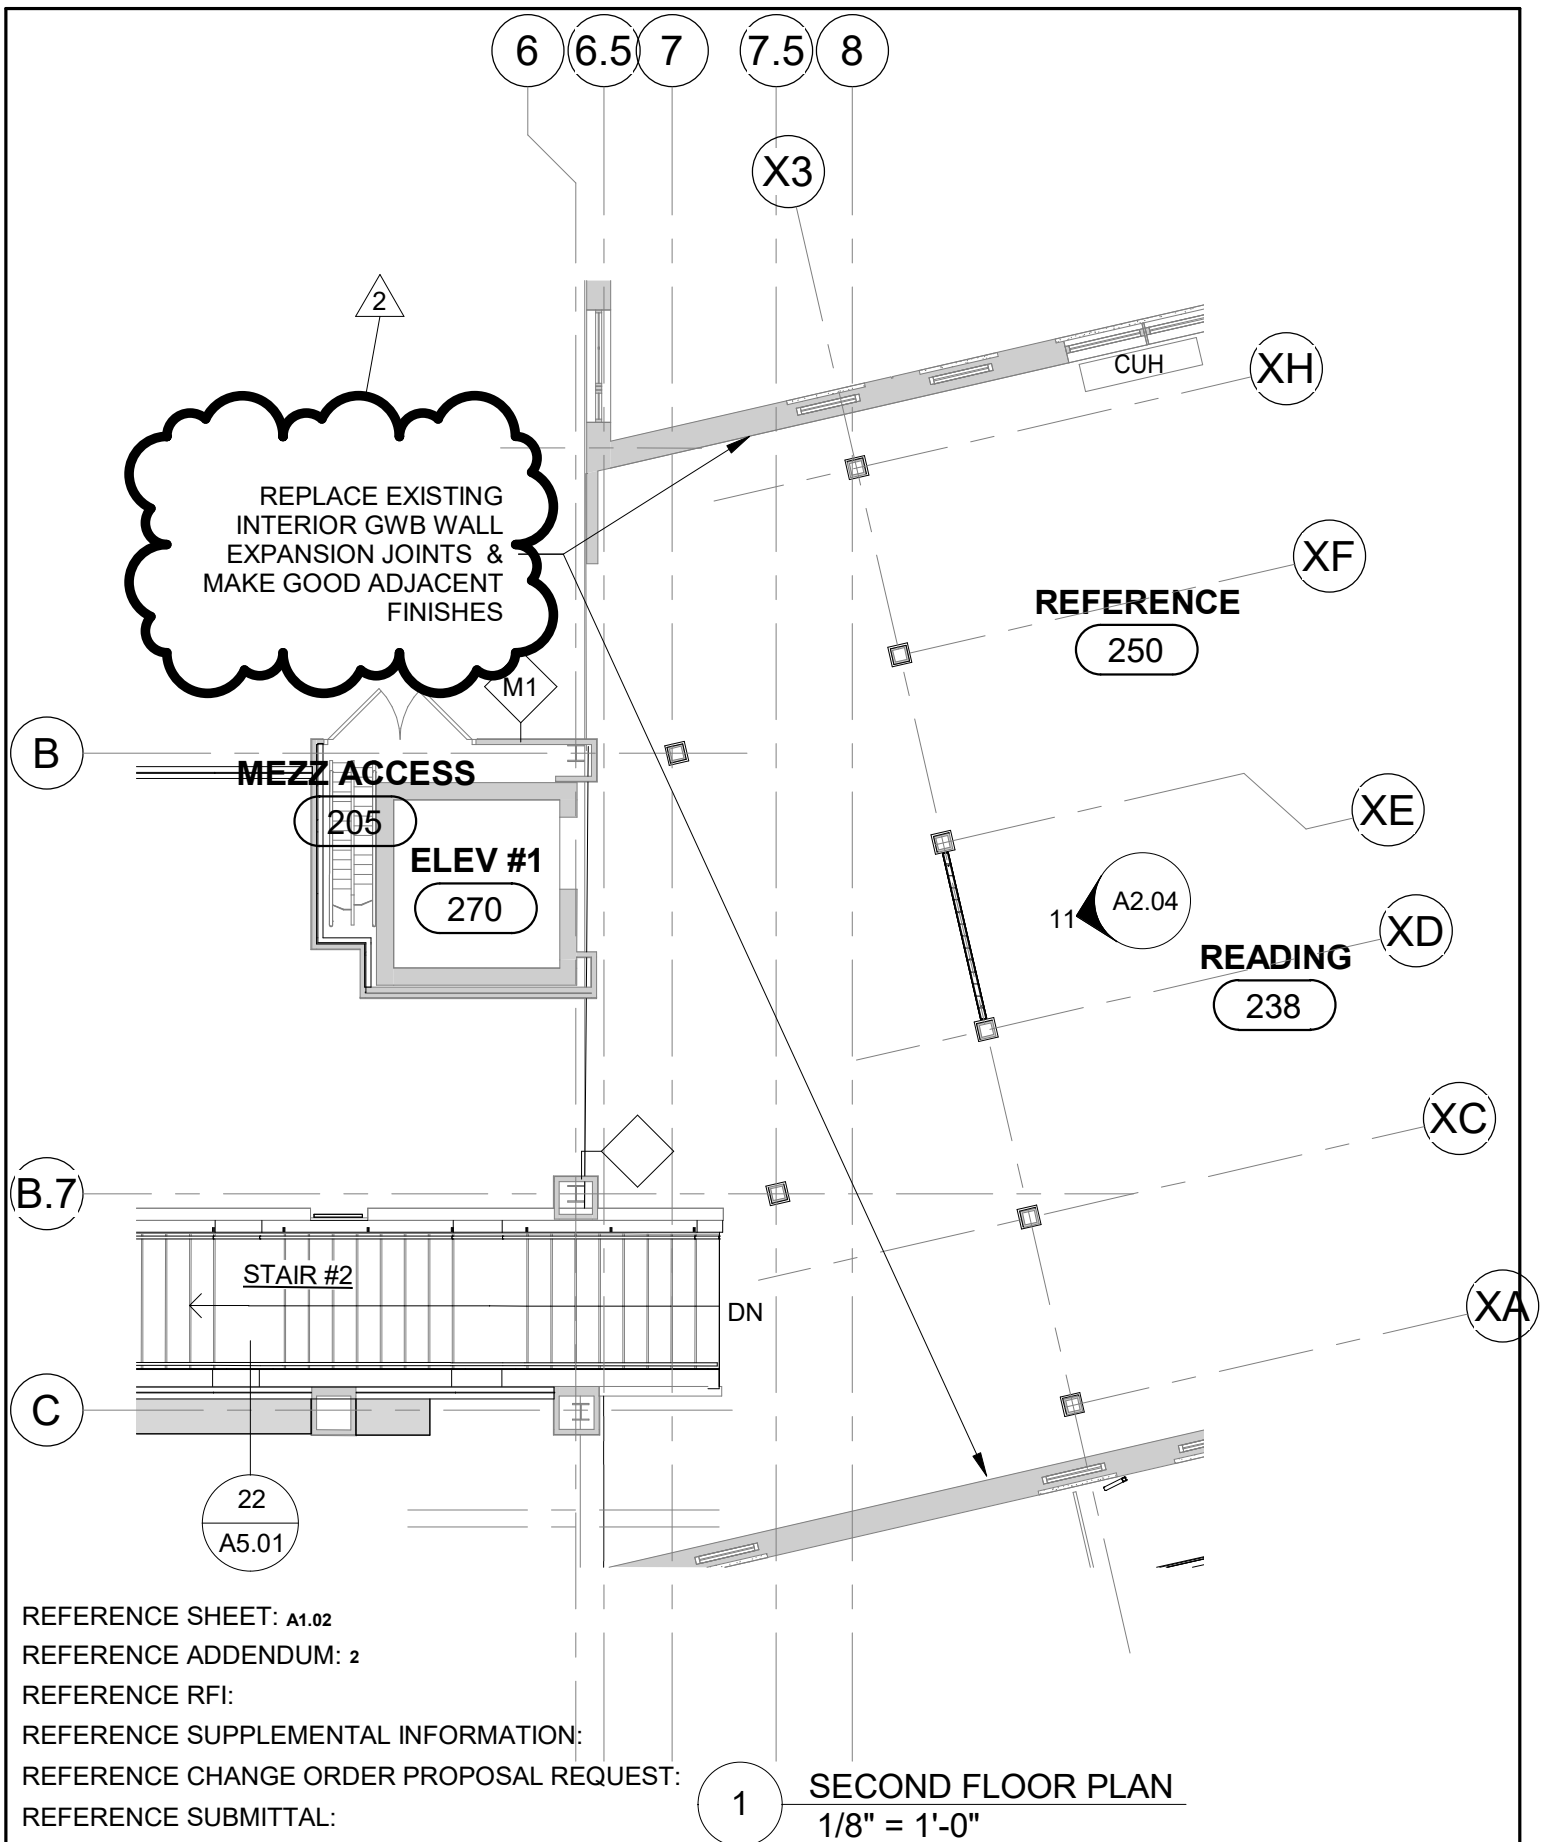 6
6.5
7
7.5
8
X3
2
CUH
XH
REPLACE EXISTING
INTERIOR GWB WALL
EXPANSION JOINTS &
MAKE GOOD ADJACENT
FINISHES
XF
REFERENCE
250
M1
B
MEZZ ACCESS
205
ELEV #1
270
XE
A2.04
11
XD
READING
238
XC
B.7
STAIR #2
DN
XA
C
22
A5.01
REFERENCE SHEET: A1.02
REFERENCE ADDENDUM: 2
REFERENCE RFI:
REFERENCE SUPPLEMENTAL INFORMATION:
REFERENCE CHANGE ORDER PROPOSAL REQUEST:
REFERENCE SUBMITTAL:
1
SECOND FLOOR PLAN
1/8" = 1'-0"